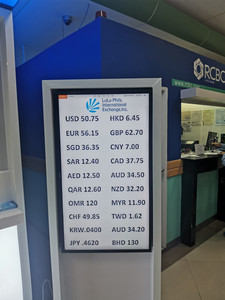 LuLu Phils.
International
Exchange,Inc.
USD 50.75 HKD 6.45
EUR 56.15 GBP 62.70
SGD 36.35 CNY 7.00
SAR 12.40 CAD 37.75
AED 12.50 AUD 34.50
QAR 12.60 NZD 32.20
OMR 120 MYR 11.90
CHF 49.85 TWD 1.62
KRW.0400 AUD 34.20
JPY .4620 BHD 130
RCBC